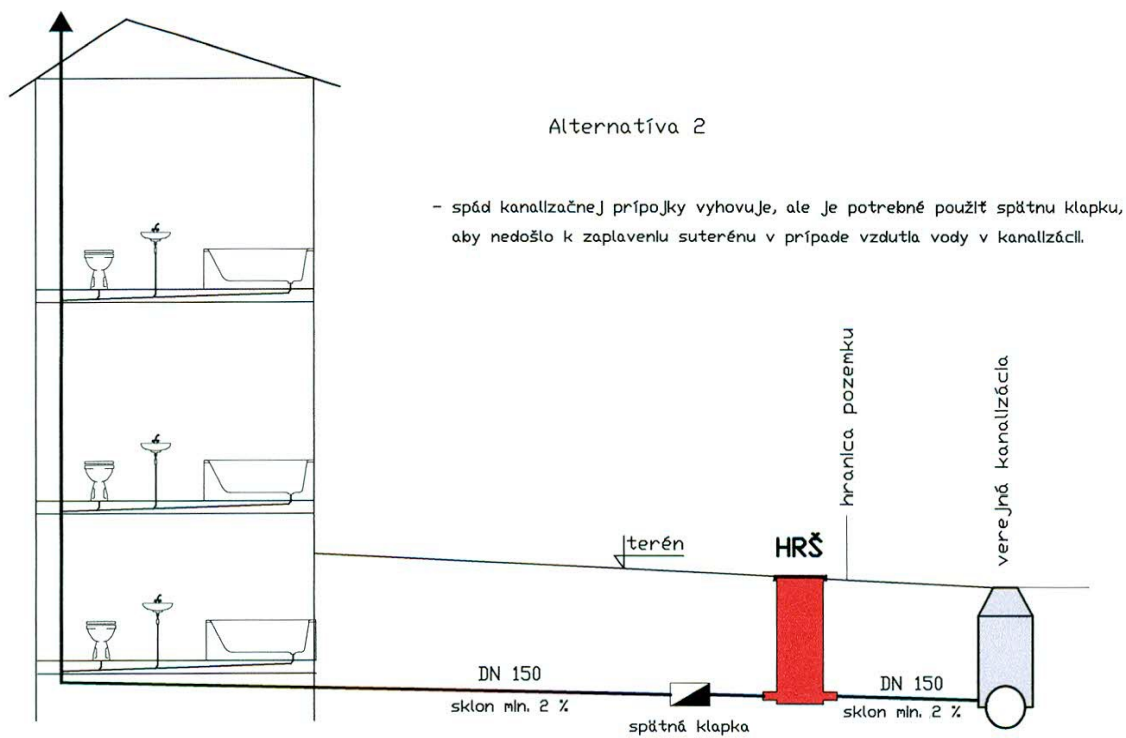 Alternatíva 2
- spád kanalizačnej prípojky vyhovuje, ale je potrebné použiť spätnu klapku,
aby nedošlo k zaplaveniu suterénu v prípade vzdutia vody v kanalizácii.
hranica pozemku
verejná kanalizácia
terén
HRŠ
DN 150
sklon min. 2 %
spätná klapka
DN 150
sklon min. 2 %